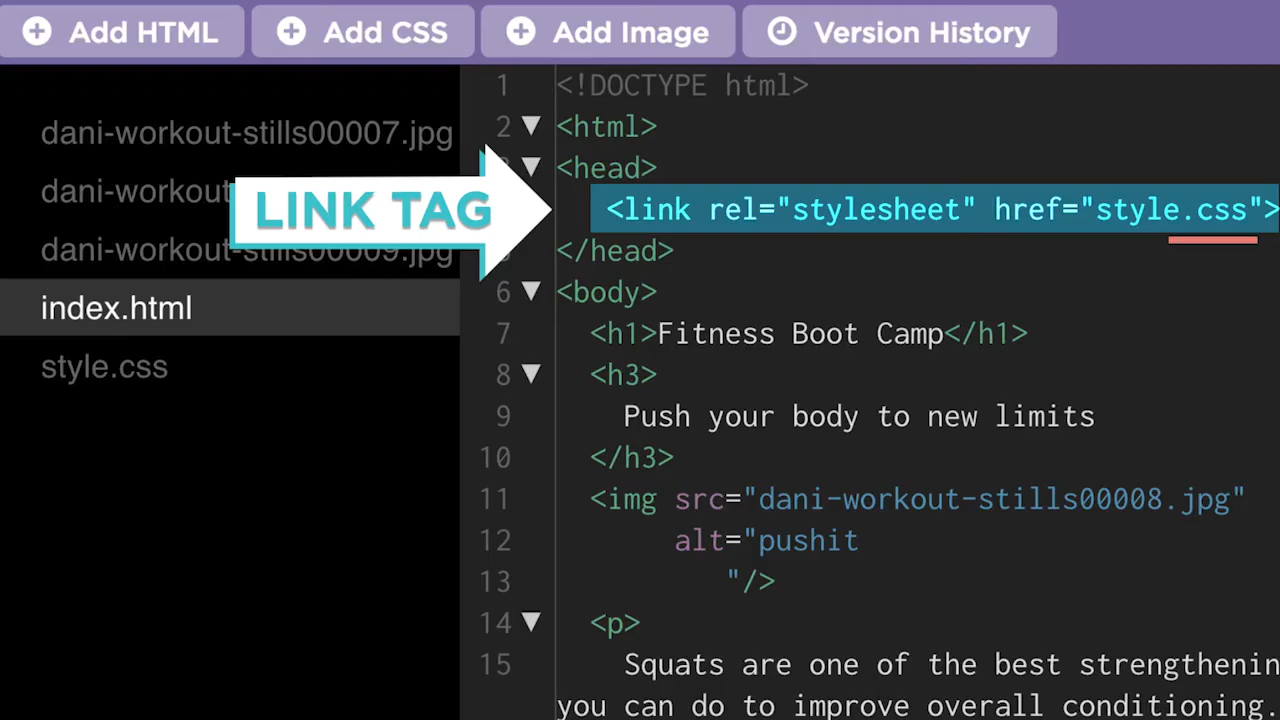 Add HTML
Add CSS
Add Image
Version History
dani-workout-stills00007.jpg
dani-workout
dani-workout-stills00009.jpg
index.html
style.css
LINK TAG
1 <!DOCTYPE html>
2 <html>
<head>
<link rel="stylesheet" href="style.css">
</head>
6 <body>
7 <h1>Fitness Boot Camp</h1>
8 <h3>
9 Push your body to new limits
10 </h3>
11 <img src="dani-workout-stills00008.jpg"
12 alt="pushit
13 "/>
14 <p>
15 Squats are one of the best strengthenin
you can do to improve overall conditioning.